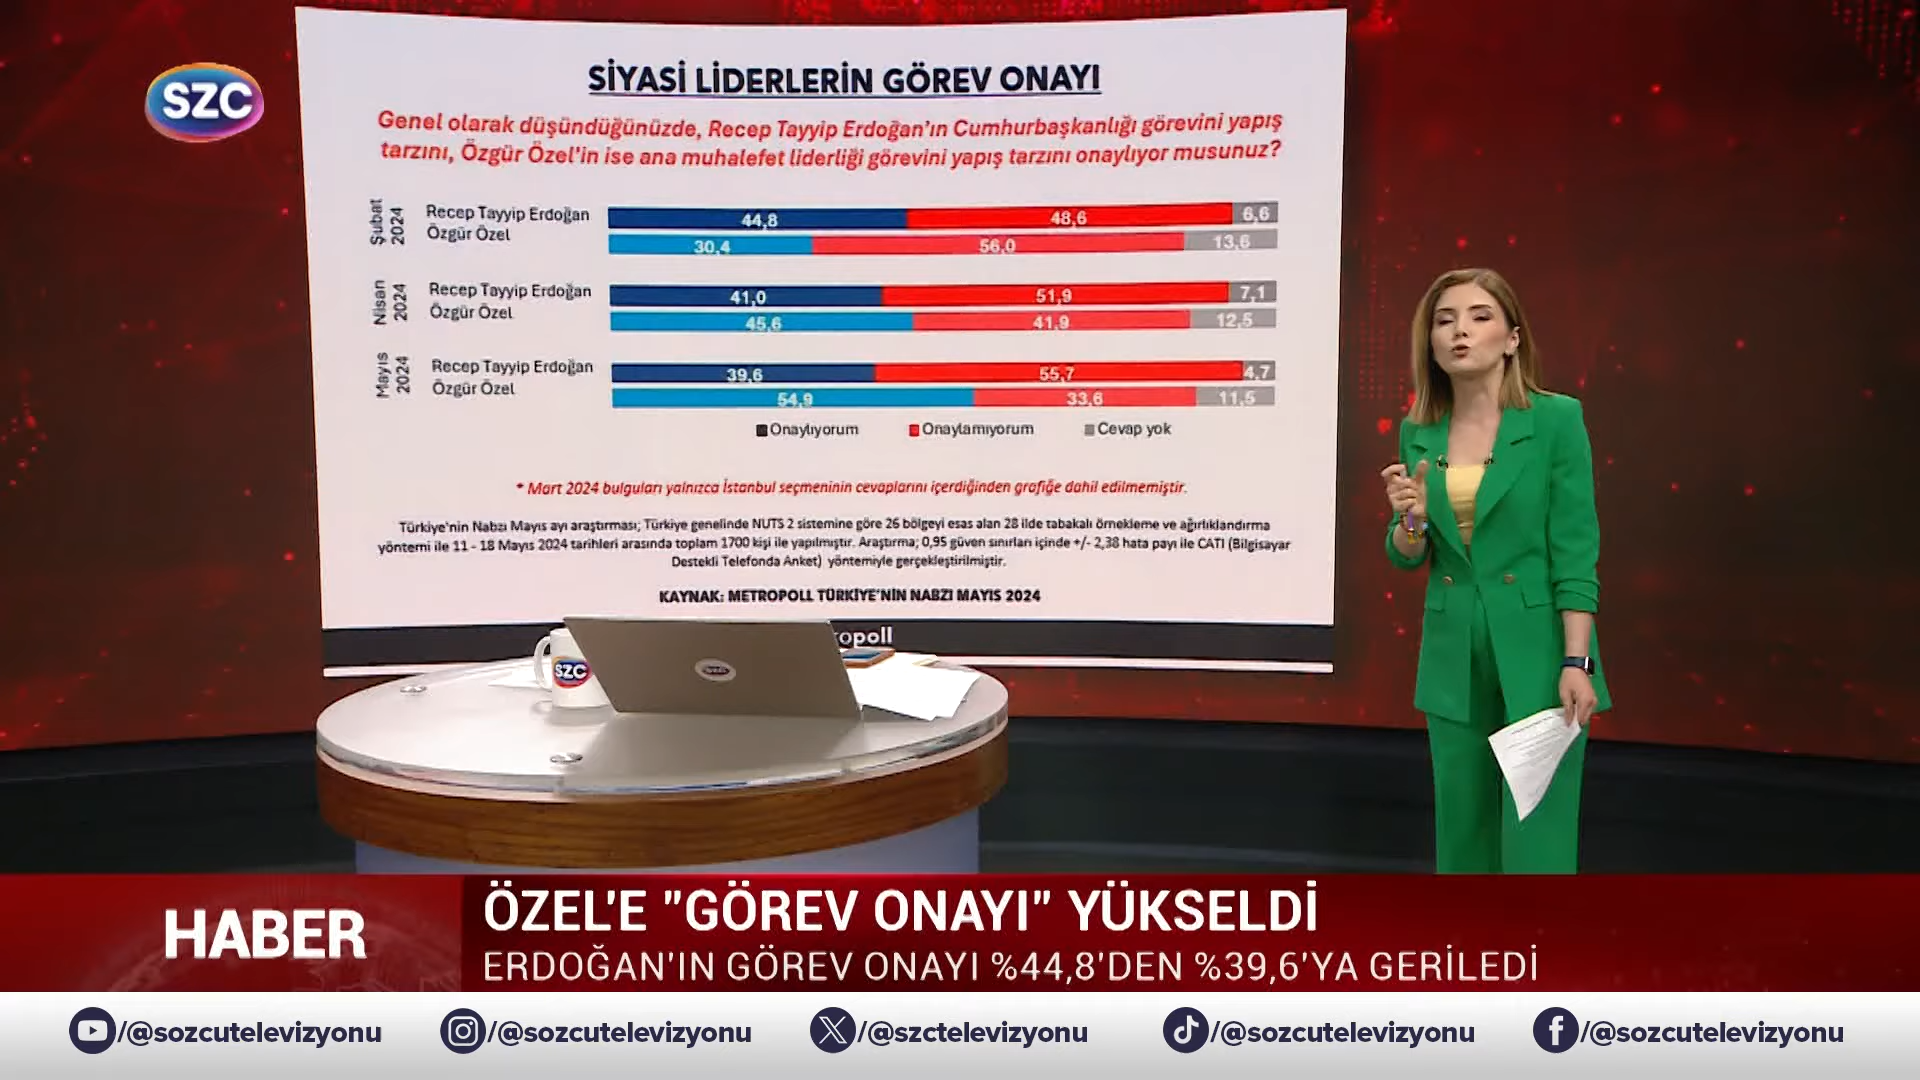 SZC
SİYASİ LİDERLERİN GÖREV ONAYI
Genel olarak düşündüğünüzde, Recep Tayyip Erdoğan'ın Cumhurbaşkanlığı görevini yapış
tarzını, Özgür Özel'in ise ana muhalefet liderliği görevini yapış tarzını onaylıyor musunuz?
Şubat
2024
Recep Tayyip Erdoğan 44,8 48,6 6,6
Özgür Özel 30,4 56,0 13,6
Nisan
2024
Recep Tayyip Erdoğan 41,0 51,9 7,1
Özgür Özel 45,6 41,9 12,5
Mayıs
2024
Recep Tayyip Erdoğan 39,6 55,7 4,7
Özgür Özel 54,9 33,6 11,5
Onaylıyorum Onaylamıyorum Cevap yok
* Mart 2024 bulguları yalnızca İstanbul seçmeninin cevaplarını içerdiğinden grafiğe dahil edilmemiştir.
Türkiye'nin Nabzı Mayıs ayı araştırması; Türkiye genelinde NUTS 2 sistemine göre 26 bölgeyi esas alan 28 ilde tabakalı örnekleme ve ağırlıklandırma
yöntemi ile 11 - 18 Mayıs 2024 tarihleri arasında toplam 1700 kişi ile yapılmıştır. Araştırma; 0,95 güven sınırları içinde +/- 2,38 hata payı ile CATI (Bilgisayar
Destekli Telefonda Anket) yöntemiyle gerçekleştirilmiştir.
KAYNAK: METROPOLL TÜRKİYE'NİN NABZI MAYIS 2024
opoll
SZC
HABER
ÖZEL'E "GÖREV ONAYI" YÜKSELDİ
ERDOĞAN'IN GÖREV ONAYI %44,8'DEN %39,6'YA GERİLEDİ
/@sozcutelevizyonu /@sozcutelevizyonu /@szctelevizyonu /@sozcutelevizyonu /@sozcutelevizyonu